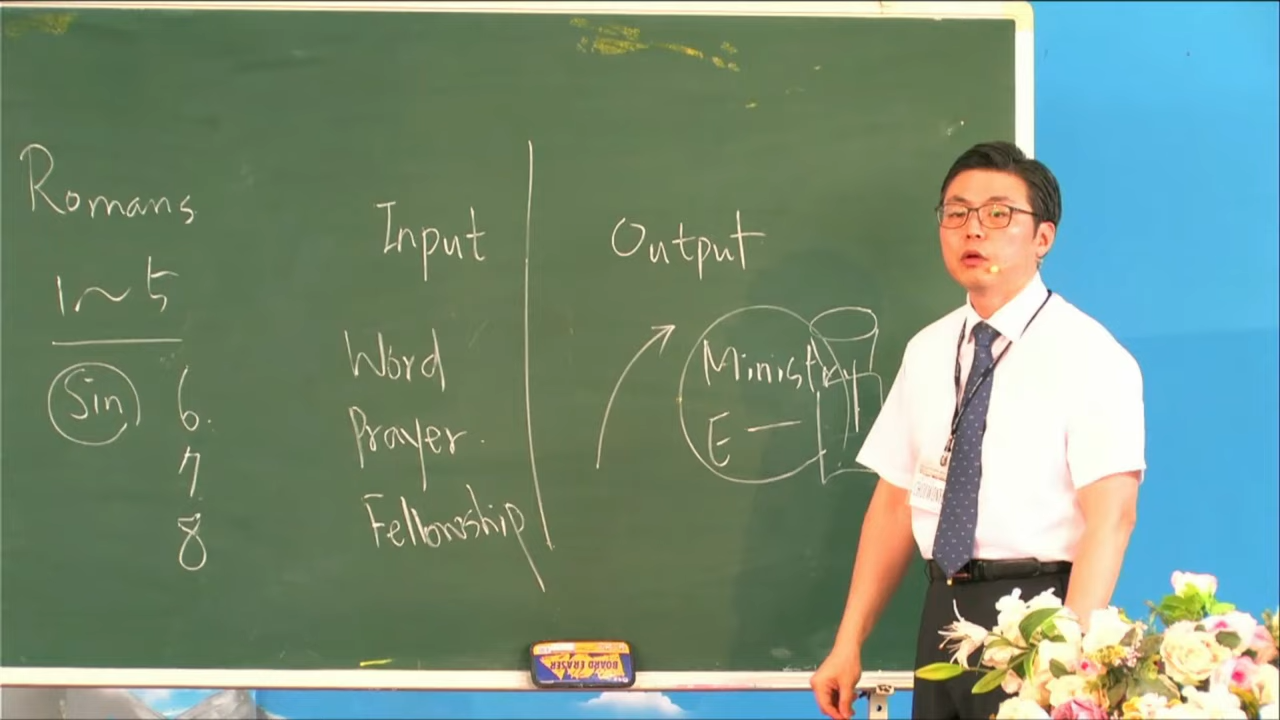 Romans
1~5
Sin 6.
7
8
Input
Word
Prayer.
Fellowship
Output
Ministry
E —
BOARD ERASER